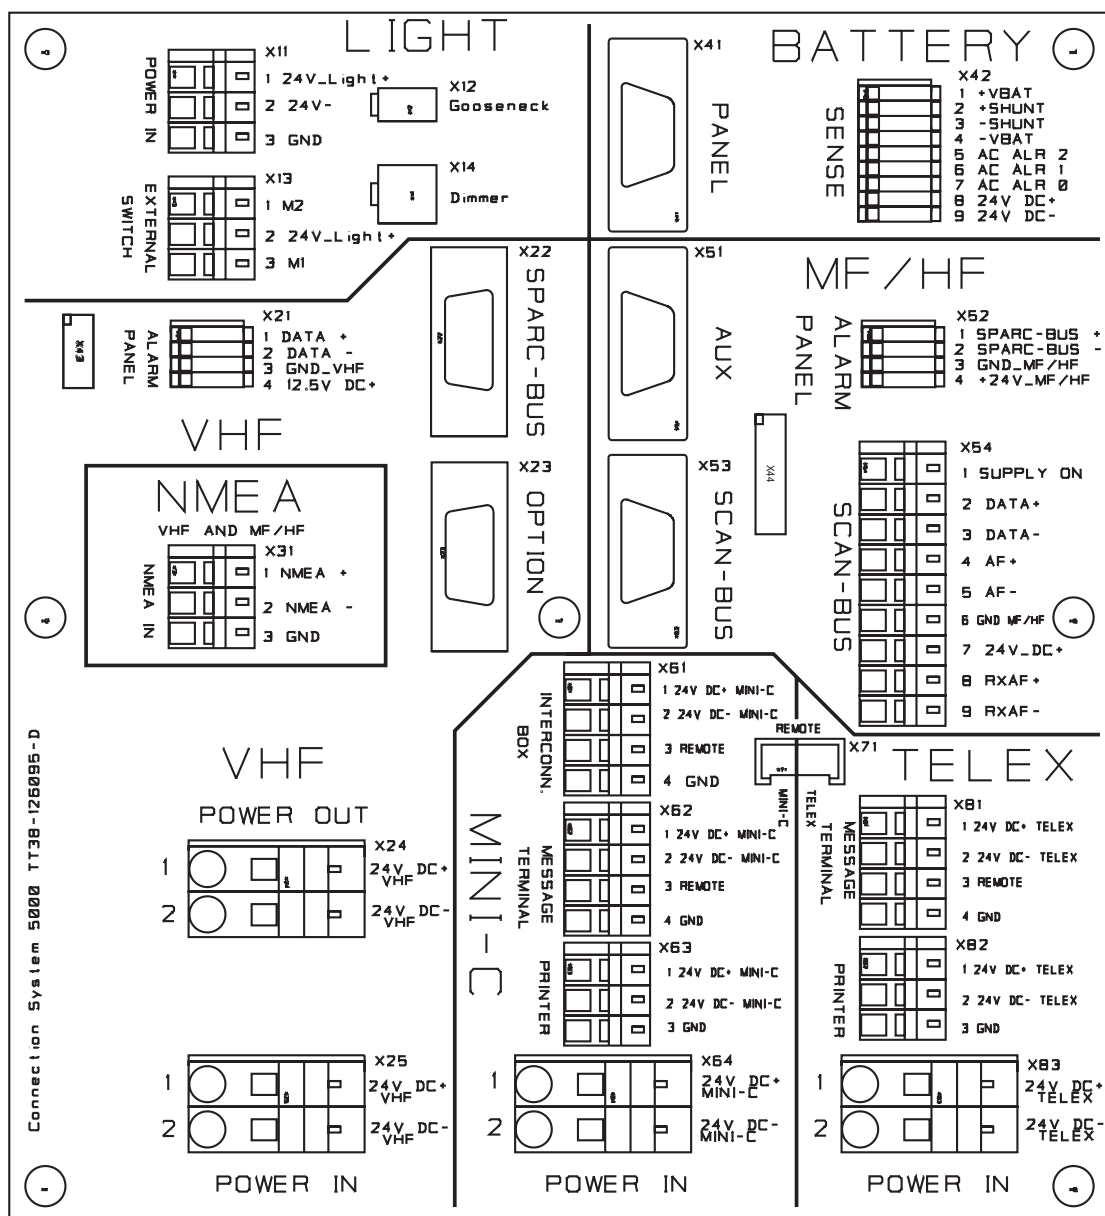 LIGHT
X11
POWER IN
1 24V_Light+
2 24V-
3 GND
X12
Gooseneck
X13
EXTERNAL
SWITCH
1 M2
2 24V_Light+
3 M1
X14
Dimmer
BATTERY
X41
PANEL
X42
SENSE
1 +VBAT
2 +SHUNT
3 -SHUNT
4 -VBAT
5 AC ALR 2
6 AC ALR 1
7 AC ALR 0
8 24V DC+
9 24V DC-
X43
X21
ALARM
PANEL
1 DATA +
2 DATA -
3 GND_VHF
4 12.5V DC+
VHF
X22
SPARC-BUS
X23
OPTION
NMEA
VHF AND MF/HF
X31
NMEA IN
1 NMEA +
2 NMEA -
3 GND
MF/HF
X51
AUX
X52
ALARM
PANEL
1 SPARC-BUS +
2 SPARC-BUS -
3 GND_MF/HF
4 +24V_MF/HF
X53
SCAN-BUS
X44
X54
SCAN-BUS
1 SUPPLY ON
2 DATA+
3 DATA-
4 AF+
5 AF-
6 GND MF/HF
7 24V_DC+
8 RXAF+
9 RXAF-
VHF
POWER OUT
X24
1 24V DC+
VHF
2 24V DC-
VHF
X25
1 24V DC+
VHF
2 24V DC-
VHF
POWER IN
MINI-C
X61
INTERCONN.
BOX
1 24V DC+ MINI-C
2 24V DC- MINI-C
3 REMOTE
4 GND
X62
MESSAGE
TERMINAL
1 24V DC+ MINI-C
2 24V DC- MINI-C
3 REMOTE
4 GND
X63
PRINTER
1 24V DC+ MINI-C
2 24V DC- MINI-C
3 GND
X64
1 24V DC+
MINI-C
2 24V DC-
MINI-C
POWER IN
REMOTE
X71
MINI-C
TELEX
TELEX
X81
MESSAGE
TERMINAL
1 24V DC+ TELEX
2 24V DC- TELEX
3 REMOTE
4 GND
X82
PRINTER
1 24V DC+ TELEX
2 24V DC- TELEX
3 GND
X83
1 24V DC+
TELEX
2 24V DC-
TELEX
POWER IN
Connection System 5000 TT38-126095-D